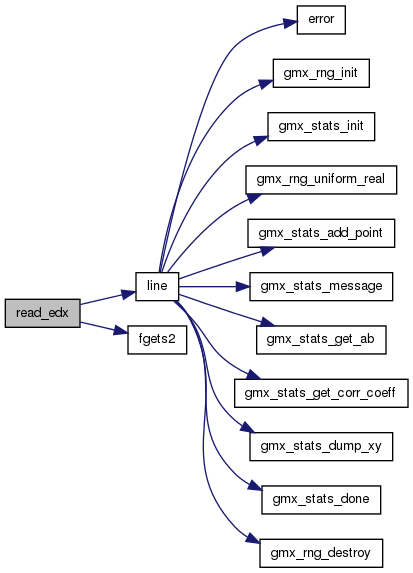 error
gmx_rng_init
gmx_stats_init
gmx_rng_uniform_real
gmx_stats_add_point
line
gmx_stats_message
read_edx
fgets2
gmx_stats_get_ab
gmx_stats_get_corr_coeff
gmx_stats_dump_xy
gmx_stats_done
gmx_rng_destroy